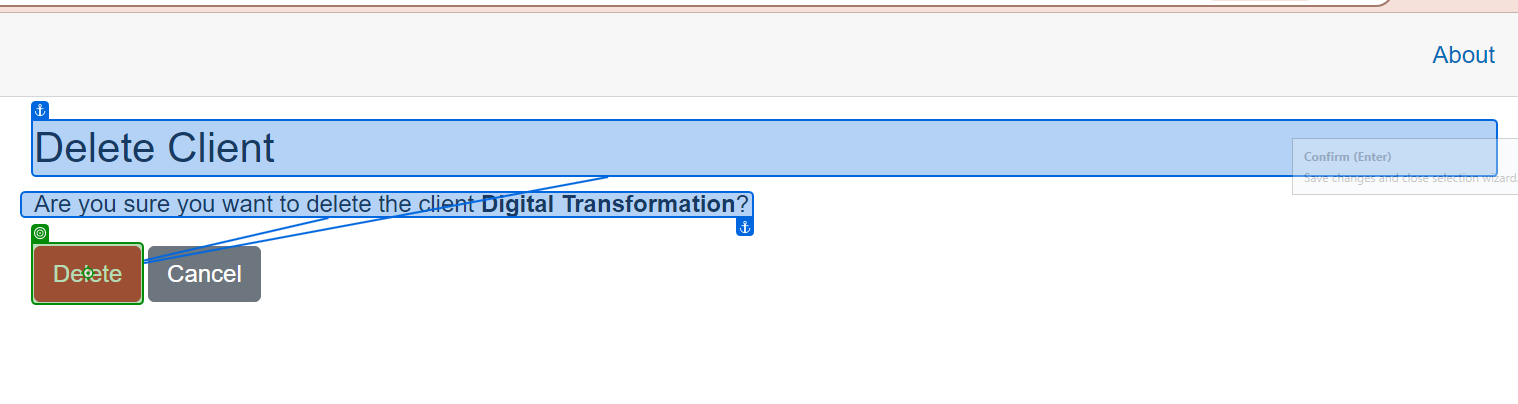 About
Delete Client
Confirm (Enter)
Save changes and close selection wizard.
Are you sure you want to delete the client Digital Transformation?
Delete Cancel